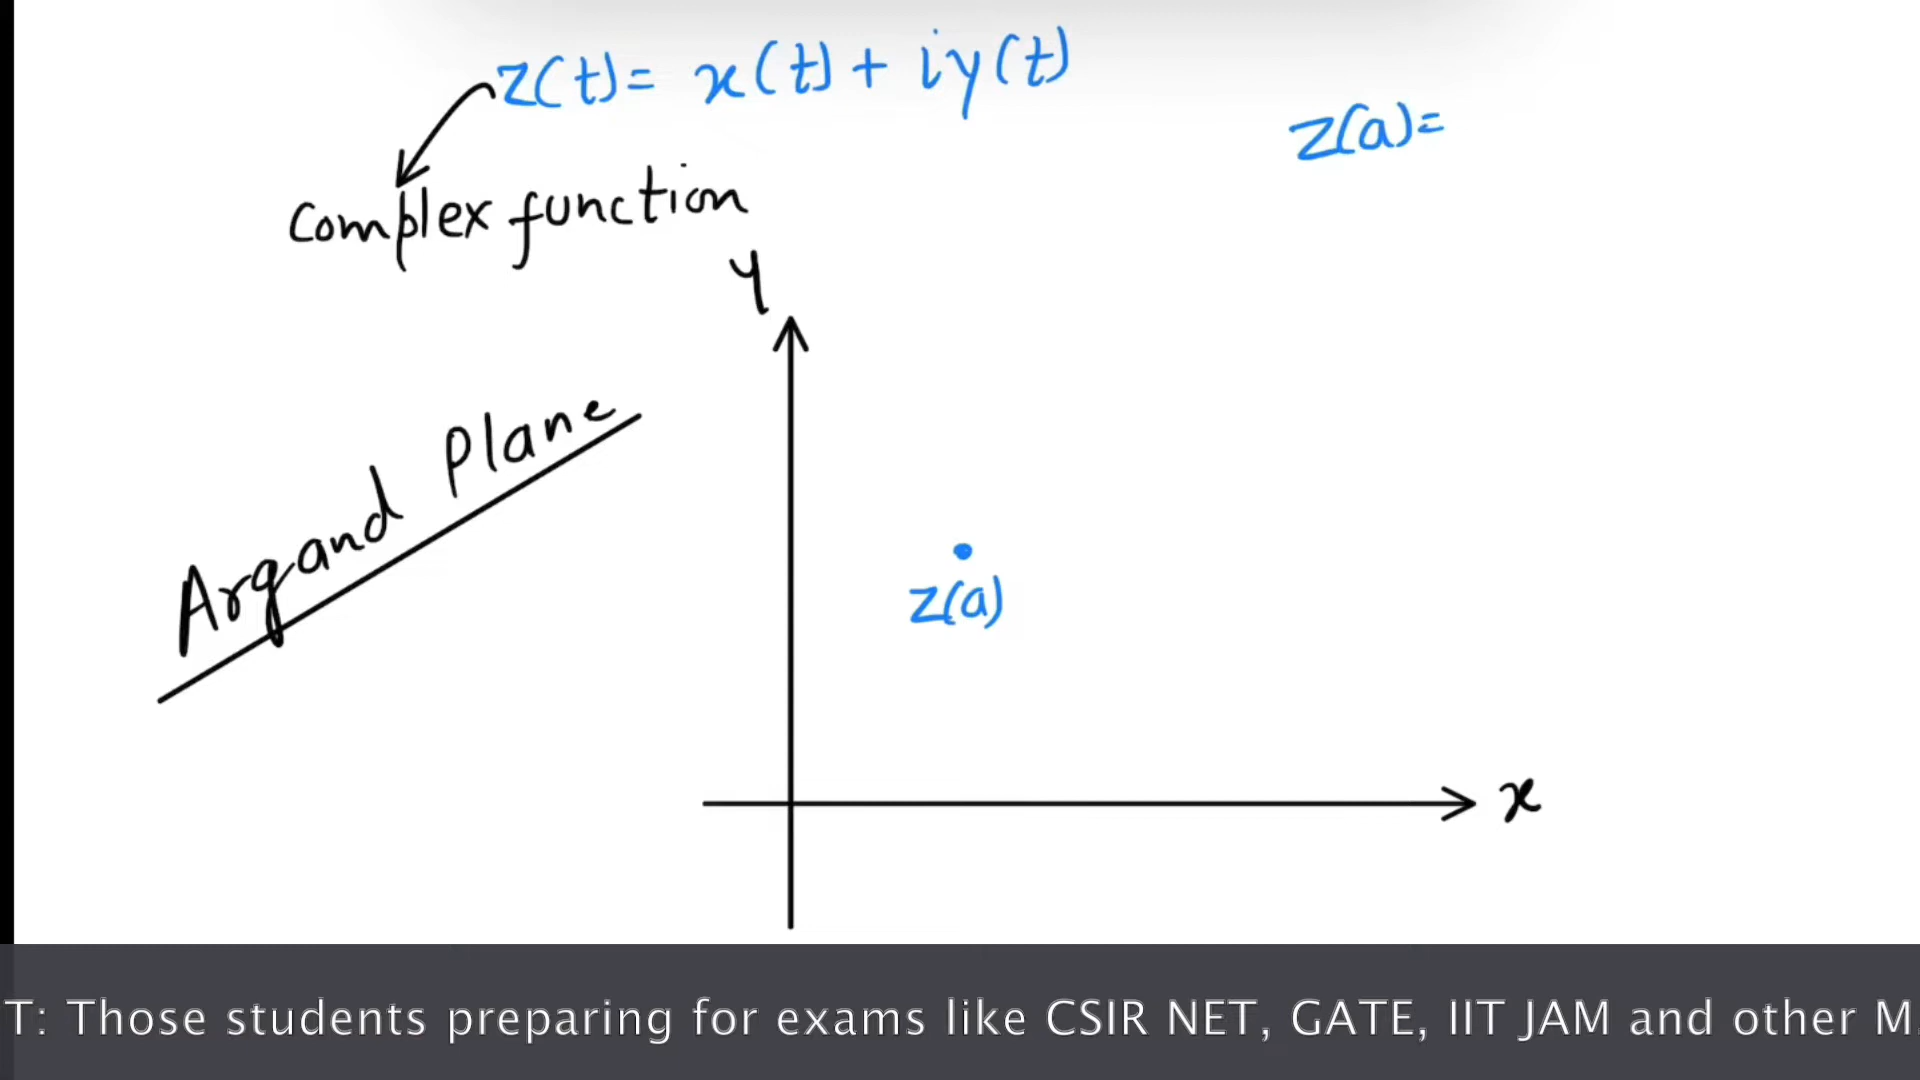 z(t)= x(t) + iy(t)
z(a)=
Complex function
y
Argand Plane
z(a)
x
T: Those students preparing for exams like CSIR NET, GATE, IIT JAM and other M